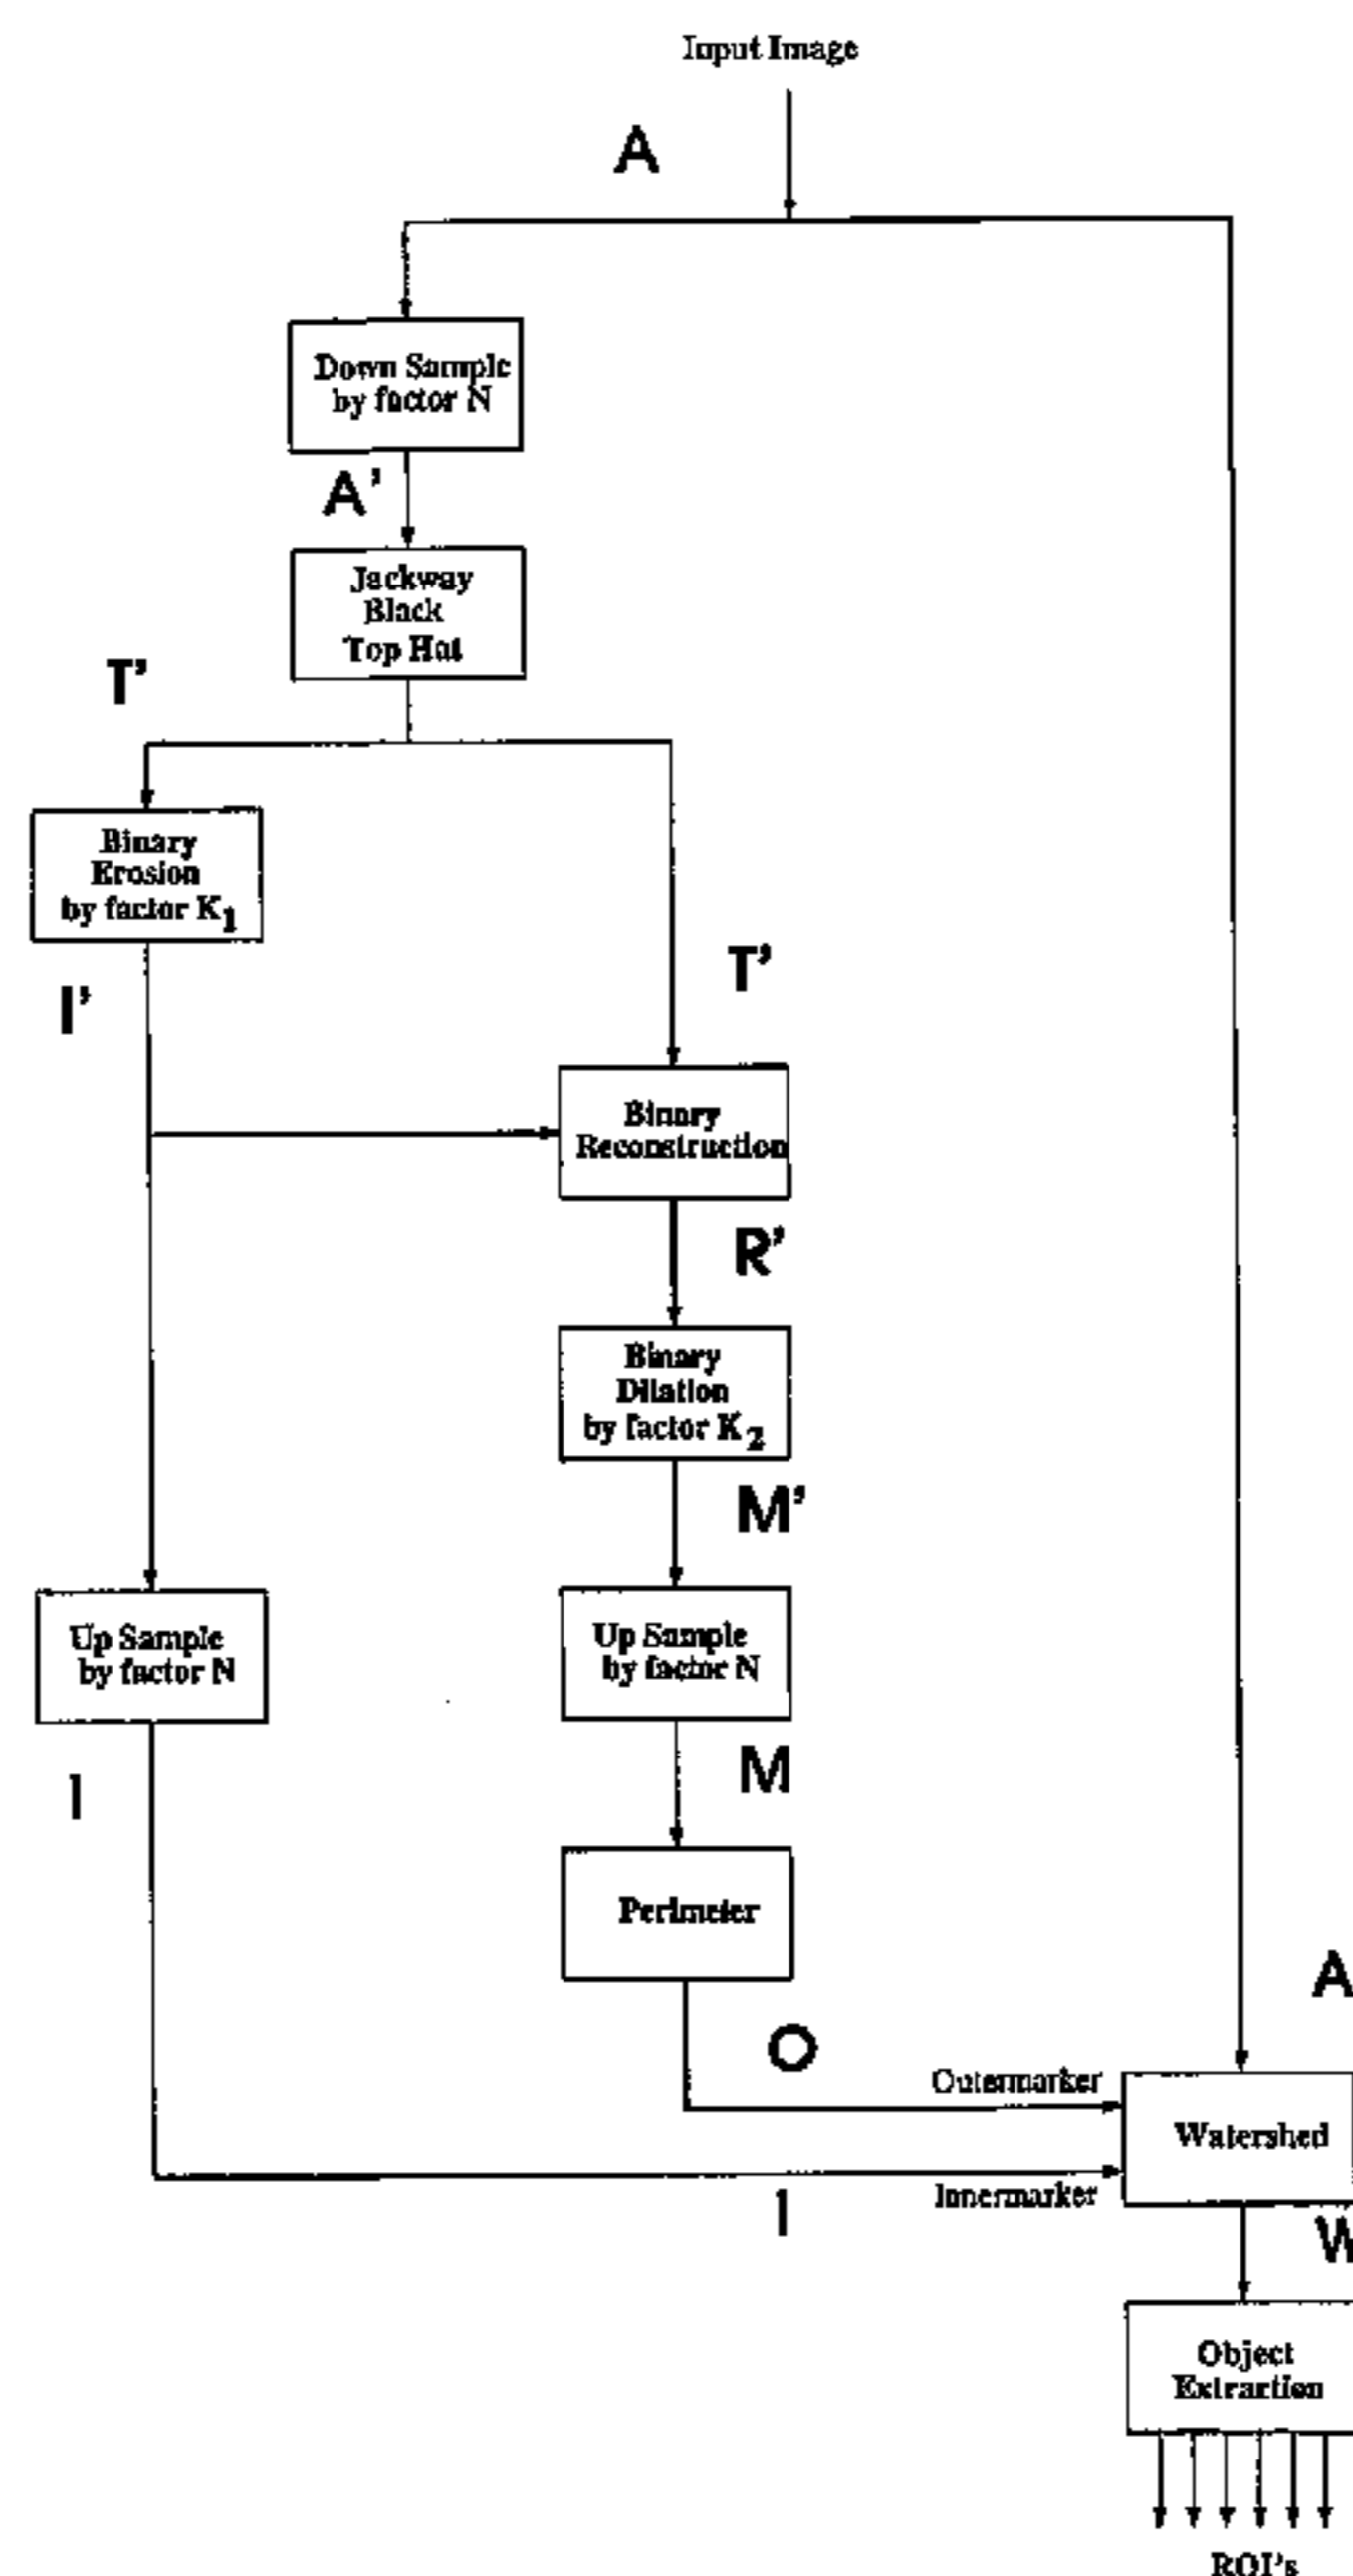 Input Image
A
Down Sample
by factor N
A'
Jackway
Black
Top Hat
T'
Binary
Erosion
by factor K1
I'
T'
Binary
Reconstruction
R'
Binary
Dilation
by factor K2
M'
Up Sample
by factor N
Up Sample
by factor N
M
I
Perimeter
A
O
Outermarker
Watershed
Innermarker
I
W
Object
Extraction
ROI's